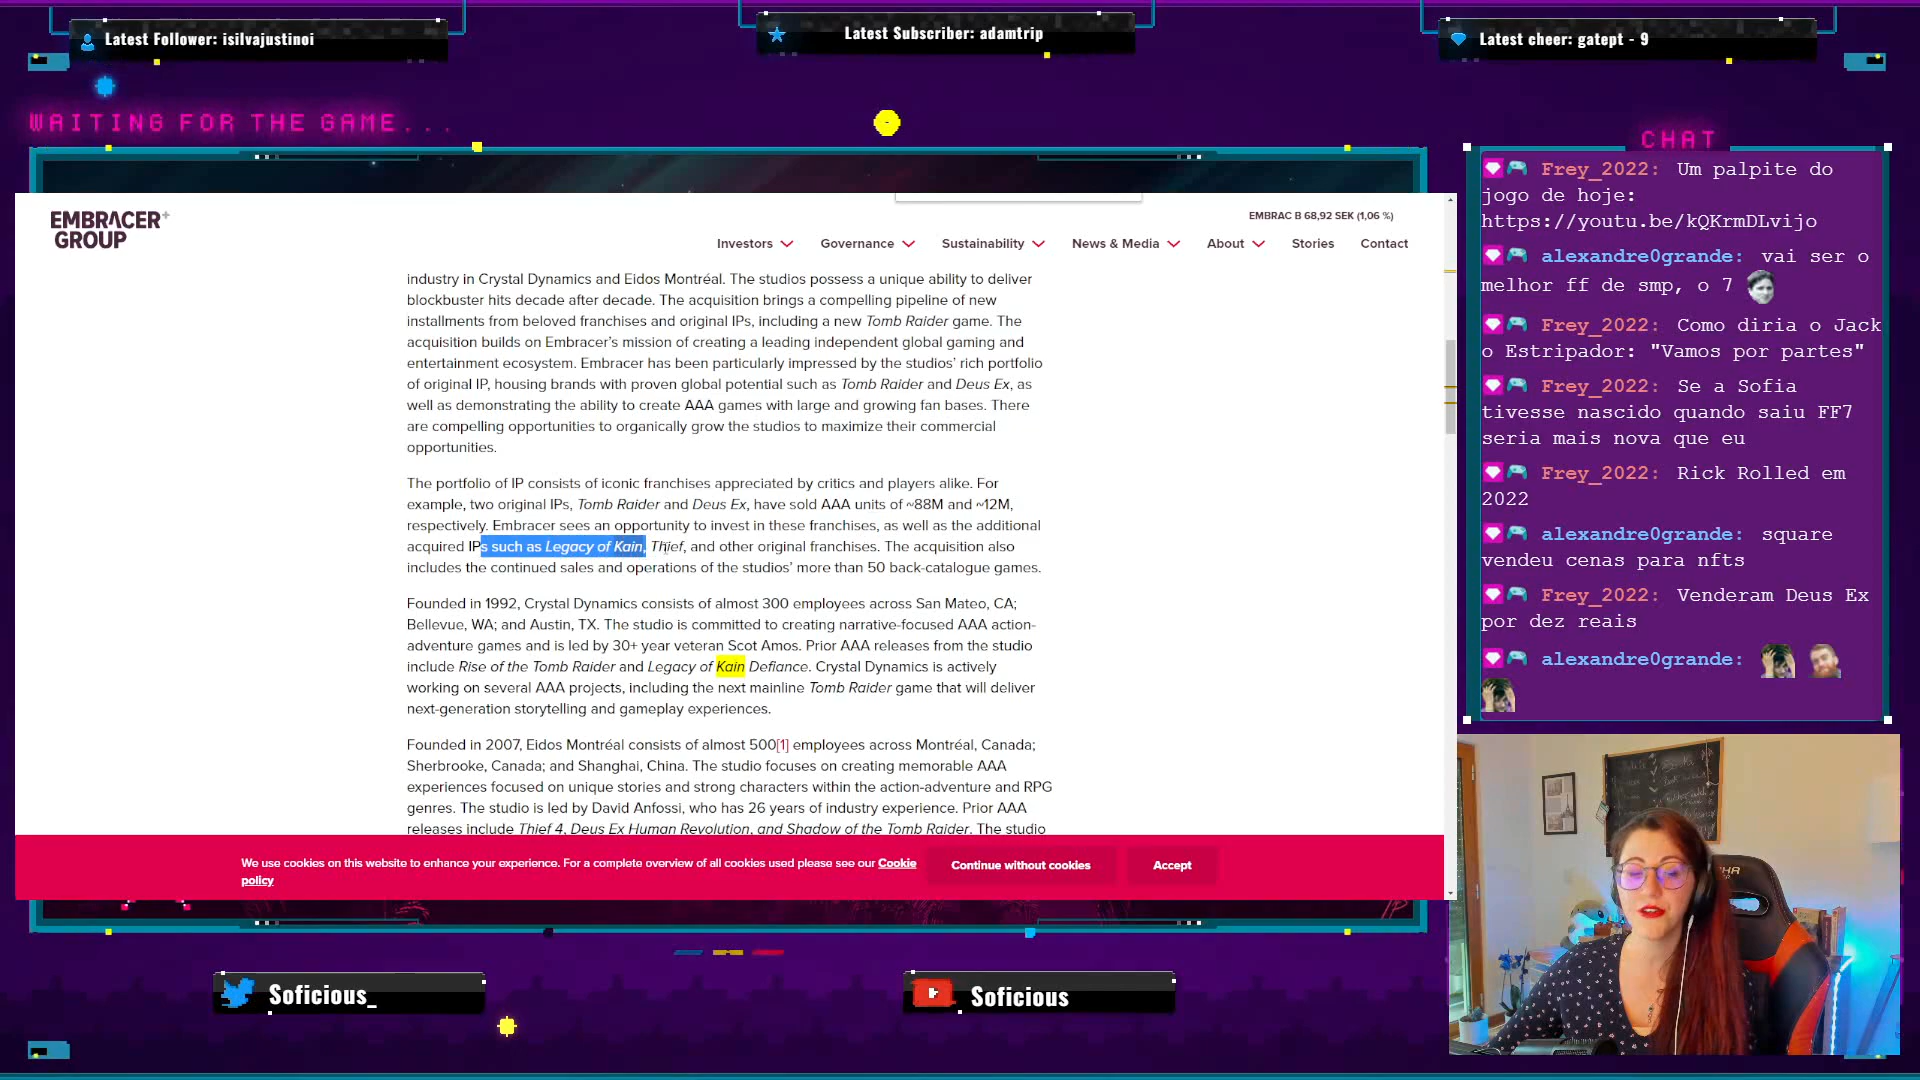 Latest Follower: isilvajustinoi
Latest Subscriber: adamtrip
Latest cheer: gatept - 9
WAITING FOR THE GAME...
CHAT
EMBRACER+
GROUP
EMBRAC B 68,92 SEK (1,06 %)
Investors
Governance
Sustainability
News & Media
About
Stories
Contact
industry in Crystal Dynamics and Eidos Montréal. The studios possess a unique ability to deliver
blockbuster hits decade after decade. The acquisition brings a compelling pipeline of new
installments from beloved franchises and original IPs, including a new Tomb Raider game. The
acquisition builds on Embracer’s mission of creating a leading independent global gaming and
entertainment ecosystem. Embracer has been particularly impressed by the studios’ rich portfolio
of original IP, housing brands with proven global potential such as Tomb Raider and Deus Ex, as
well as demonstrating the ability to create AAA games with large and growing fan bases. There
are compelling opportunities to organically grow the studios to maximize their commercial
opportunities.
The portfolio of IP consists of iconic franchises appreciated by critics and players alike. For
example, two original IPs, Tomb Raider and Deus Ex, have sold AAA units of ~88M and ~12M,
respectively. Embracer sees an opportunity to invest in these franchises, as well as the additional
acquired IPs such as Legacy of Kain, Thief, and other original franchises. The acquisition also
includes the continued sales and operations of the studios’ more than 50 back-catalogue games.
Founded in 1992, Crystal Dynamics consists of almost 300 employees across San Mateo, CA;
Bellevue, WA; and Austin, TX. The studio is committed to creating narrative-focused AAA action-
adventure games and is led by 30+ year veteran Scot Amos. Prior AAA releases from the studio
include Rise of the Tomb Raider and Legacy of Kain Defiance. Crystal Dynamics is actively
working on several AAA projects, including the next mainline Tomb Raider game that will deliver
next-generation storytelling and gameplay experiences.
Founded in 2007, Eidos Montréal consists of almost 500[1] employees across Montréal, Canada;
Sherbrooke, Canada; and Shanghai, China. The studio focuses on creating memorable AAA
experiences focused on unique stories and strong characters within the action-adventure and RPG
genres. The studio is led by David Anfossi, who has 26 years of industry experience. Prior AAA
releases include Thief 4, Deus Ex Human Revolution, and Shadow of the Tomb Raider. The studio
We use cookies on this website to enhance your experience. For a complete overview of all cookies used please see our Cookie
policy
Continue without cookies
Accept
Frey_2022: Um palpite do
jogo de hoje:
https://youtu.be/kQKrmDLvijo
alexandre0grande: vai ser o
melhor ff de smp, o 7
Frey_2022: Como diria o Jack
o Estripador: "Vamos por partes"
Frey_2022: Se a Sofia
tivesse nascido quando saiu FF7
seria mais nova que eu
Frey_2022: Rick Rolled em
2022
alexandre0grande: square
vendeu cenas para nfts
Frey_2022: Venderam Deus Ex
por dez reais
alexandre0grande:
Soficious_
Soficious